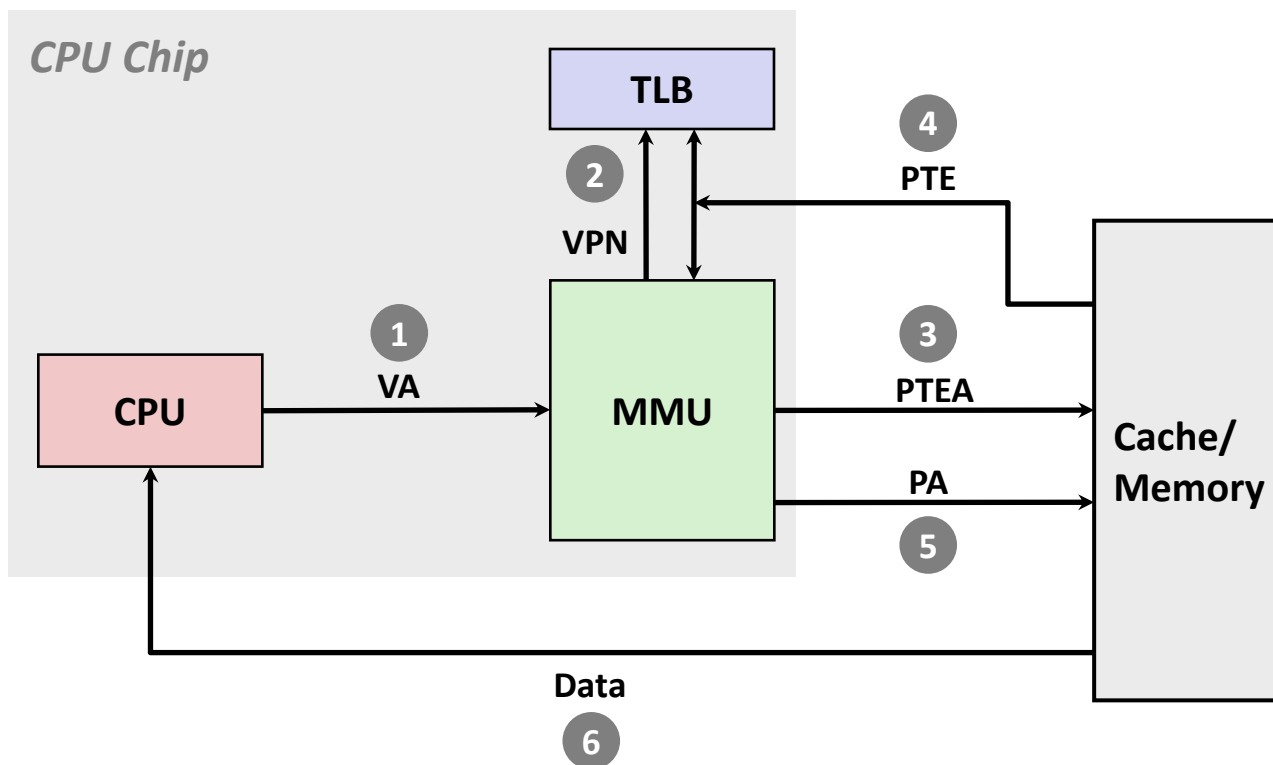 CPU Chip
TLB
4
PTE
2
VPN
1
VA
3
PTEA
CPU
MMU
Cache/
Memory
PA
5
Data
6